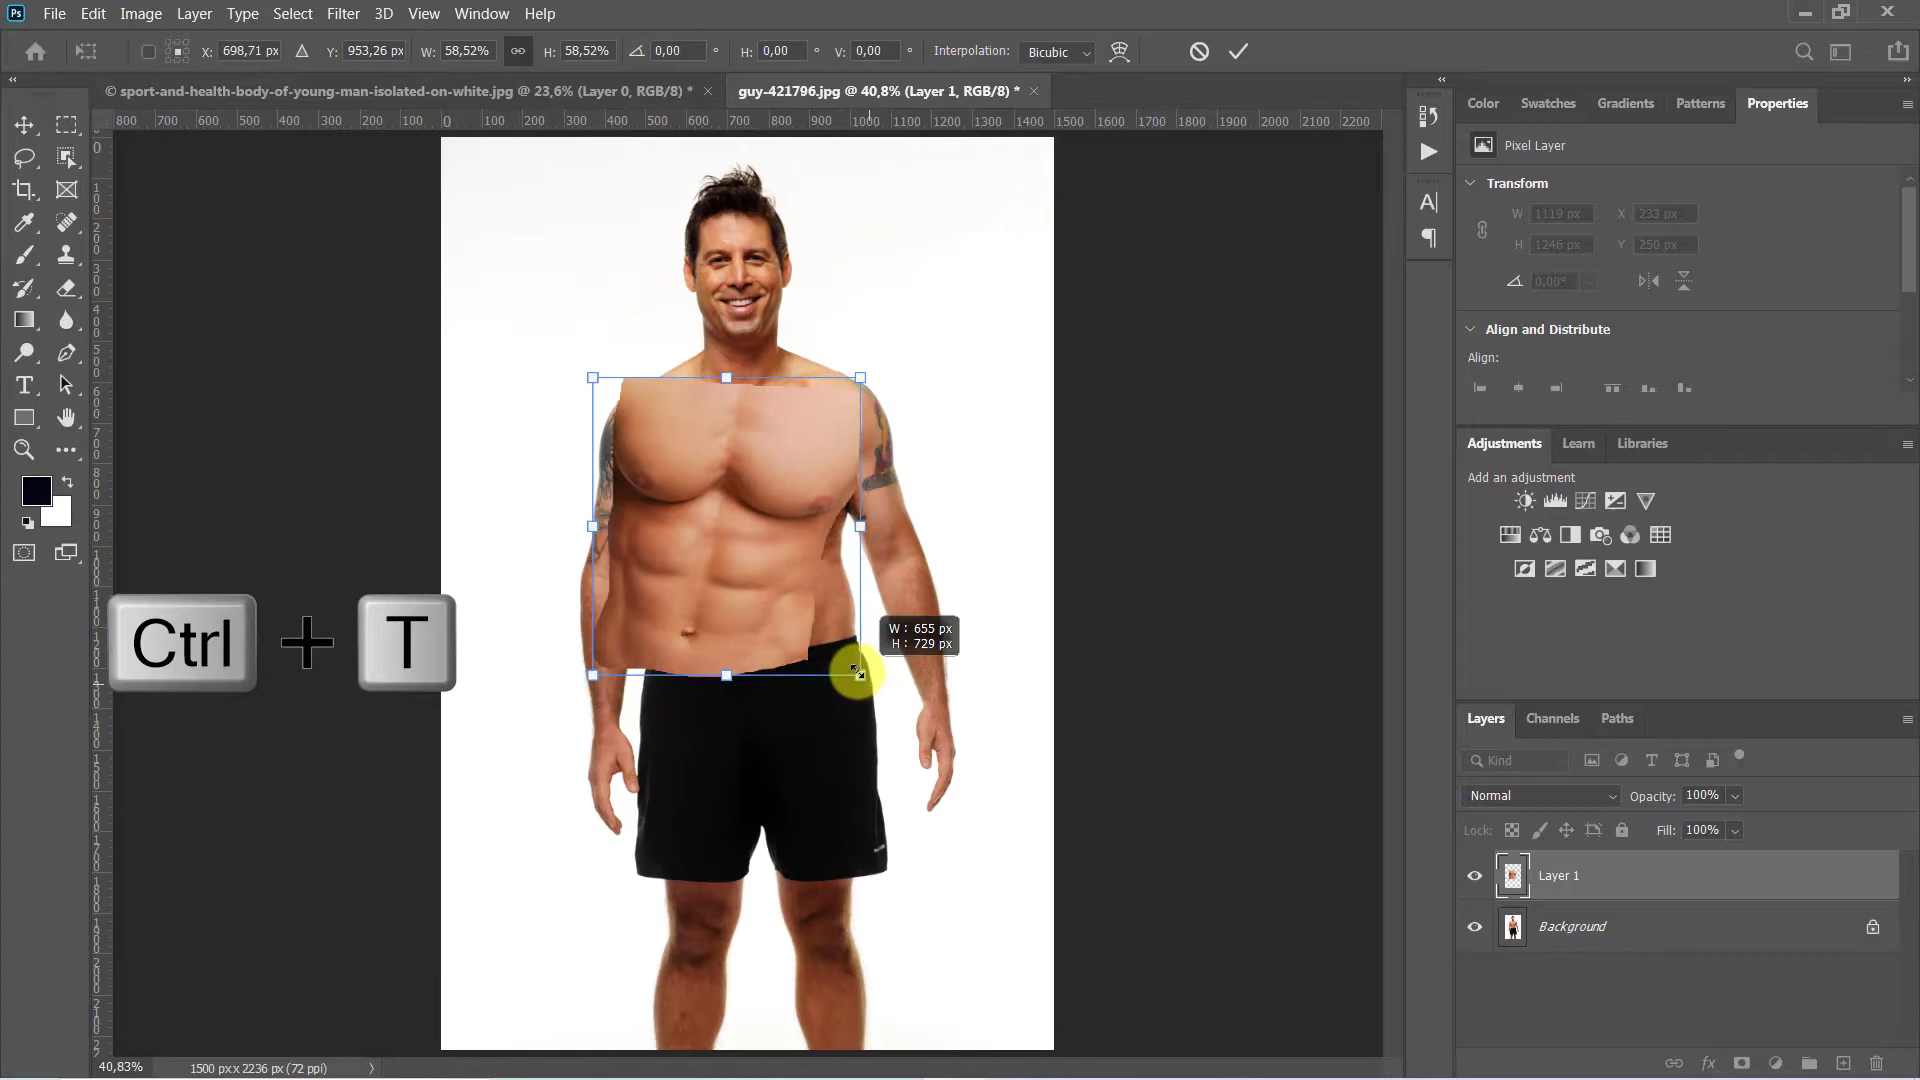 Ps File Edit Image Layer Type Select Filter 3D View Window Help
X: 698,71 px Y: 953,26 px W: 58,52% H: 58,52% 0,00 ° H: 0,00 ° V: 0,00 ° Interpolation: Bicubic
© sport-and-health-body-of-young-man-isolated-on-white.jpg @ 23,6% (Layer 0, RGB/8) * guy-421796.jpg @ 40,8% (Layer 1, RGB/8) *
800 700 600 500 400 300 200 100 0 100 200 300 400 500 600 700 800 900 1000 1100 1200 1300 1400 1500 1600 1700 1800 1900 2000 2100 2200
Color Swatches Gradients Patterns Properties
Pixel Layer
Transform
W 1119 px X 233 px
H 1246 px Y 250 px
0,00°
Align and Distribute
Align:
Adjustments Learn Libraries
Add an adjustment
Ctrl + T
W: 655 px
H: 729 px
Layers Channels Paths
Kind
Normal Opacity: 100%
Lock: Fill: 100%
Layer 1
Background
40,83% 1500 px x 2236 px (72 ppi)